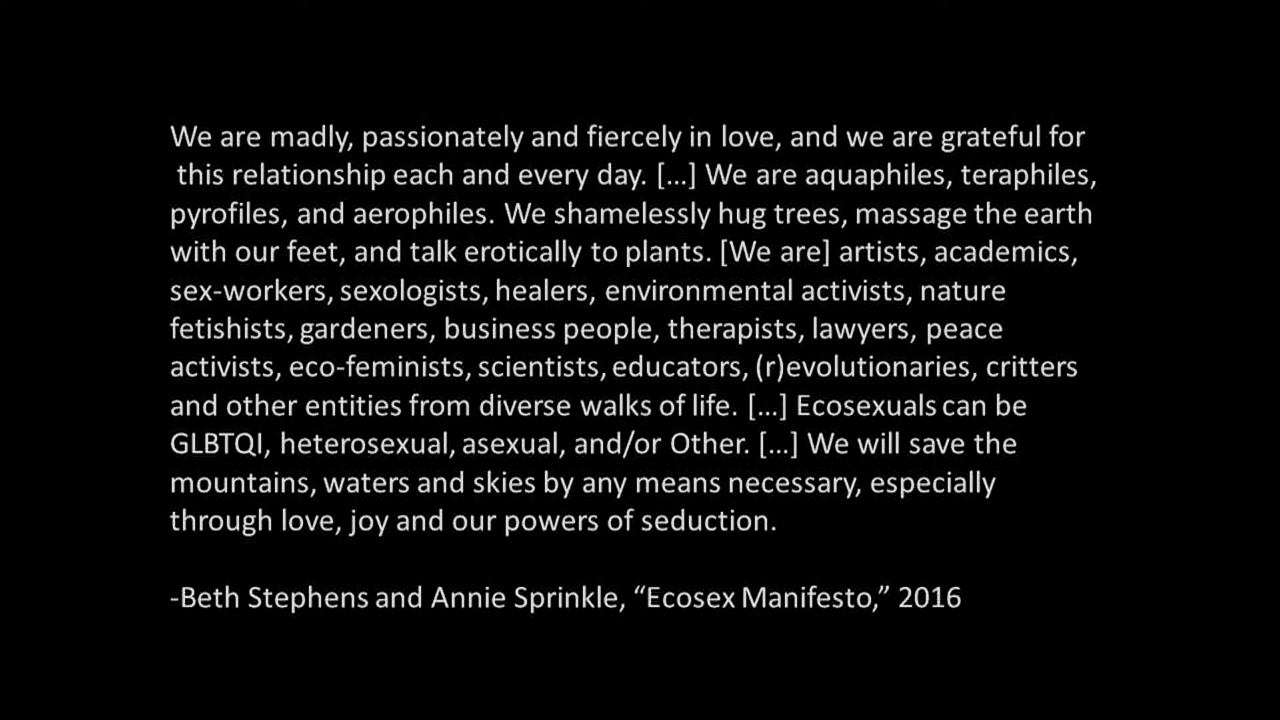 We are madly, passionately and fiercely in love, and we are grateful for
this relationship each and every day. […] We are aquaphiles, teraphiles,
pyrofiles, and aerophiles. We shamelessly hug trees, massage the earth
with our feet, and talk erotically to plants. [We are] artists, academics,
sex-workers, sexologists, healers, environmental activists, nature
fetishists, gardeners, business people, therapists, lawyers, peace
activists, eco-feminists, scientists, educators, (r)evolutionaries, critters
and other entities from diverse walks of life. […] Ecosexuals can be
GLBTQI, heterosexual, asexual, and/or Other. […] We will save the
mountains, waters and skies by any means necessary, especially
through love, joy and our powers of seduction.
-Beth Stephens and Annie Sprinkle, “Ecosex Manifesto,” 2016